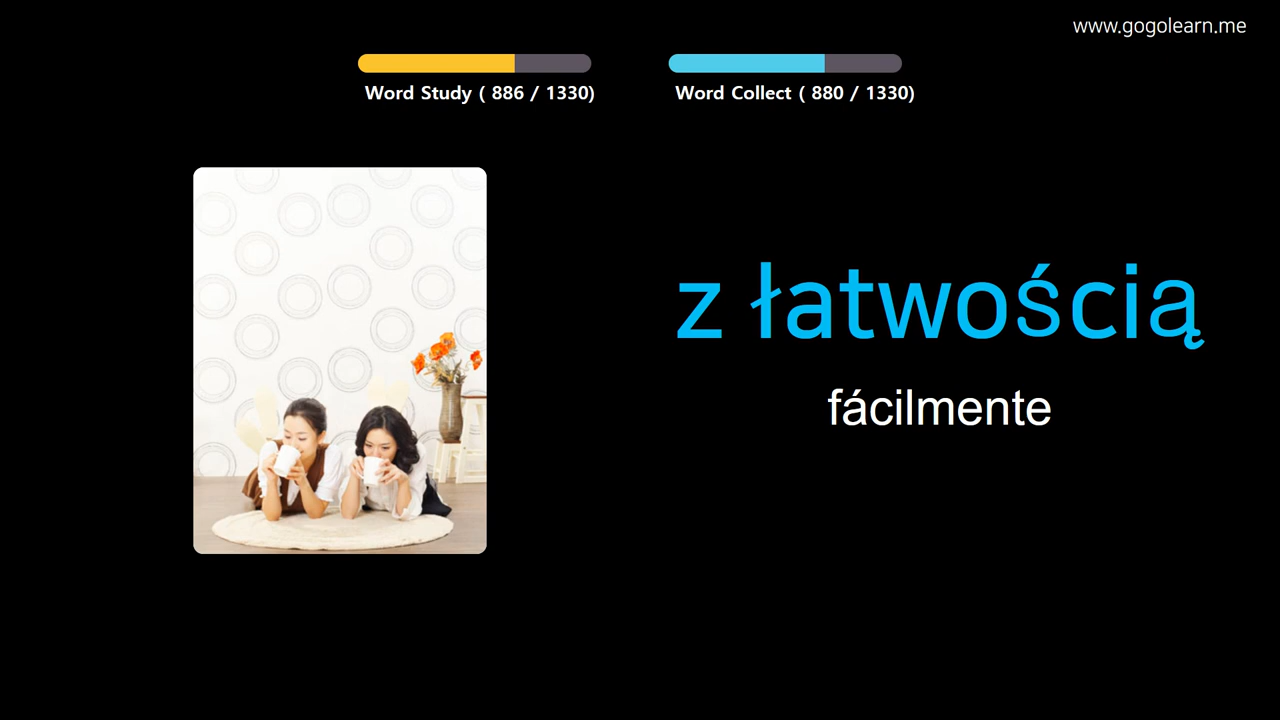 www.gogolearn.me
Word Study ( 886 / 1330)
Word Collect ( 880 / 1330)
z łatwością
fácilmente